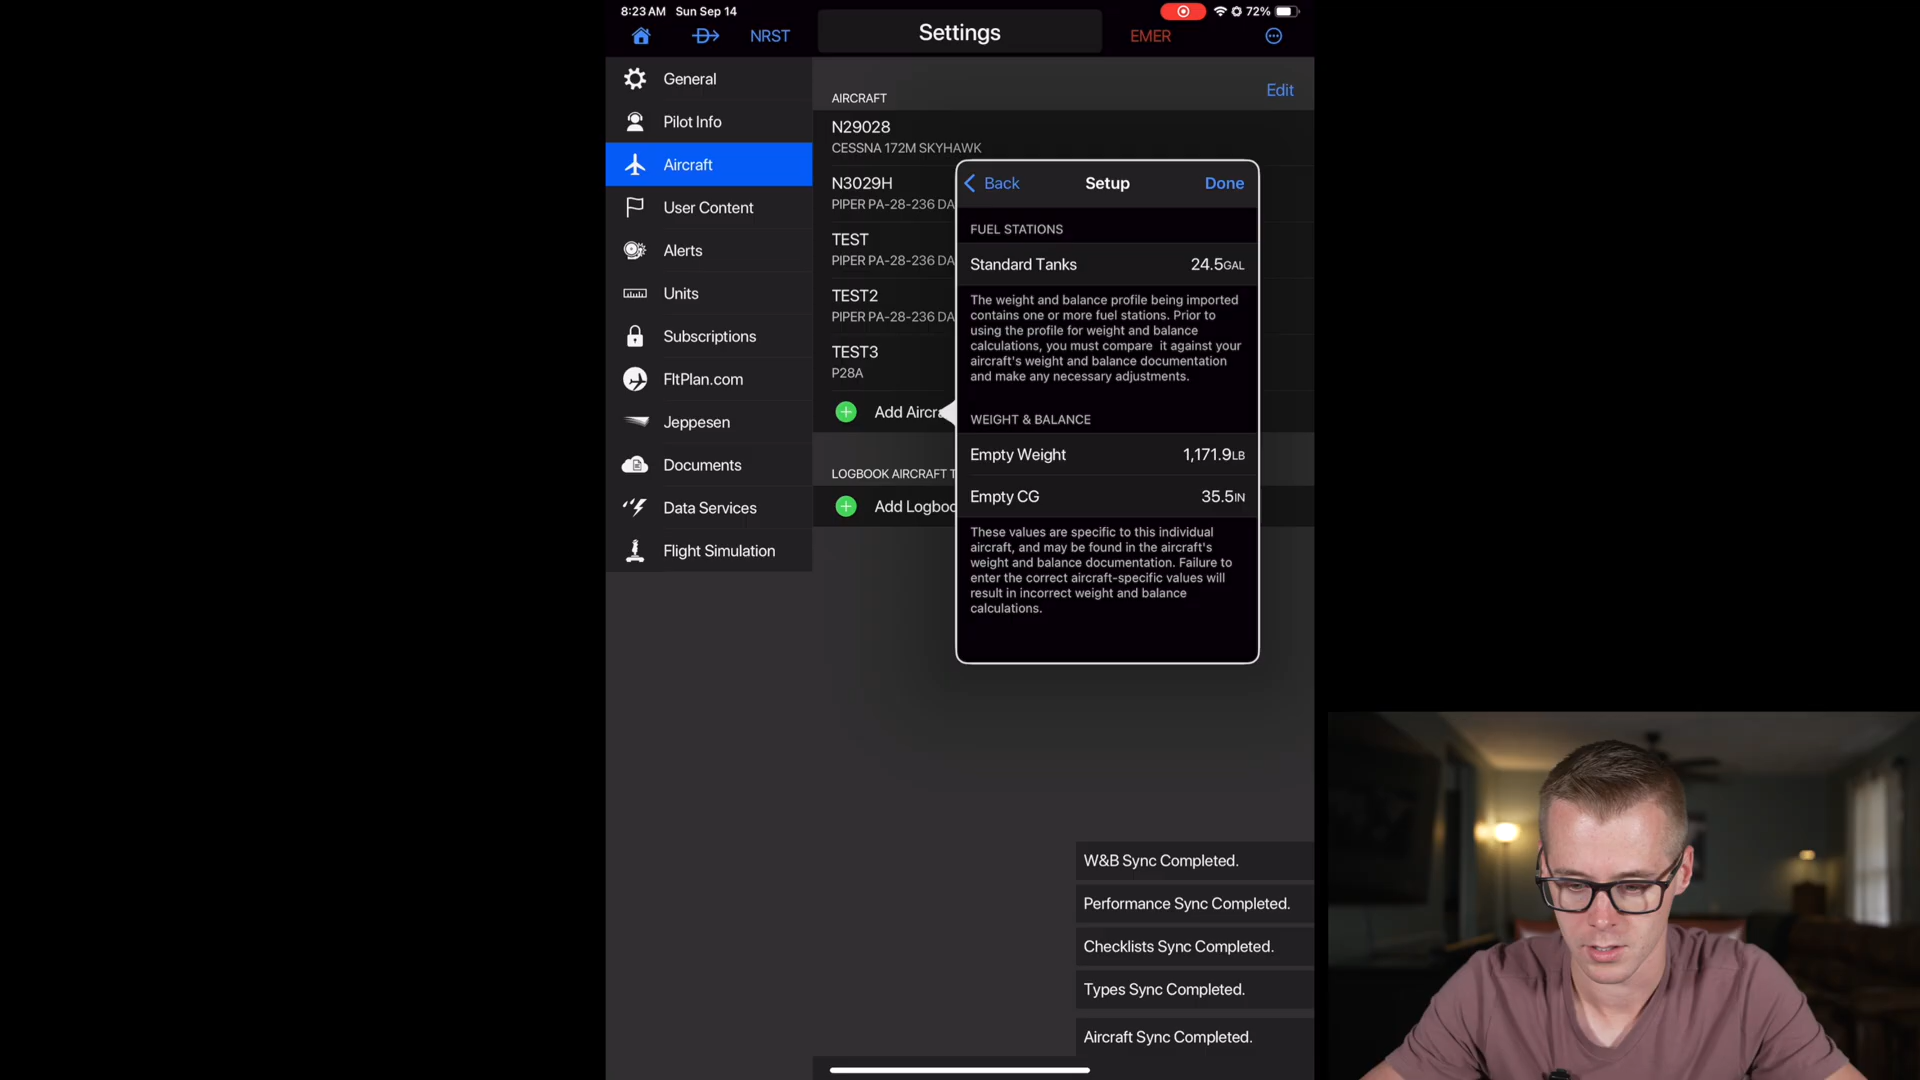 8:23 AM Sun Sep 14
72%
NRST
Settings
EMER
General
Pilot Info
Aircraft
User Content
Alerts
Units
Subscriptions
FltPlan.com
Jeppesen
Documents
Data Services
Flight Simulation
AIRCRAFT
Edit
N29028
CESSNA 172M SKYHAWK
N3029H
PIPER PA-28-236 DA
TEST
PIPER PA-28-236 DA
TEST2
PIPER PA-28-236 DA
TEST3
P28A
Add Aircra
LOGBOOK AIRCRAFT T
Add Logboo
Back
Setup
Done
FUEL STATIONS
Standard Tanks 24.5GAL
The weight and balance profile being imported
contains one or more fuel stations. Prior to
using the profile for weight and balance
calculations, you must compare it against your
aircraft's weight and balance documentation
and make any necessary adjustments.
WEIGHT & BALANCE
Empty Weight 1,171.9LB
Empty CG 35.5IN
These values are specific to this individual
aircraft, and may be found in the aircraft's
weight and balance documentation. Failure to
enter the correct aircraft-specific values will
result in incorrect weight and balance
calculations.
W&B Sync Completed.
Performance Sync Completed.
Checklists Sync Completed.
Types Sync Completed.
Aircraft Sync Completed.